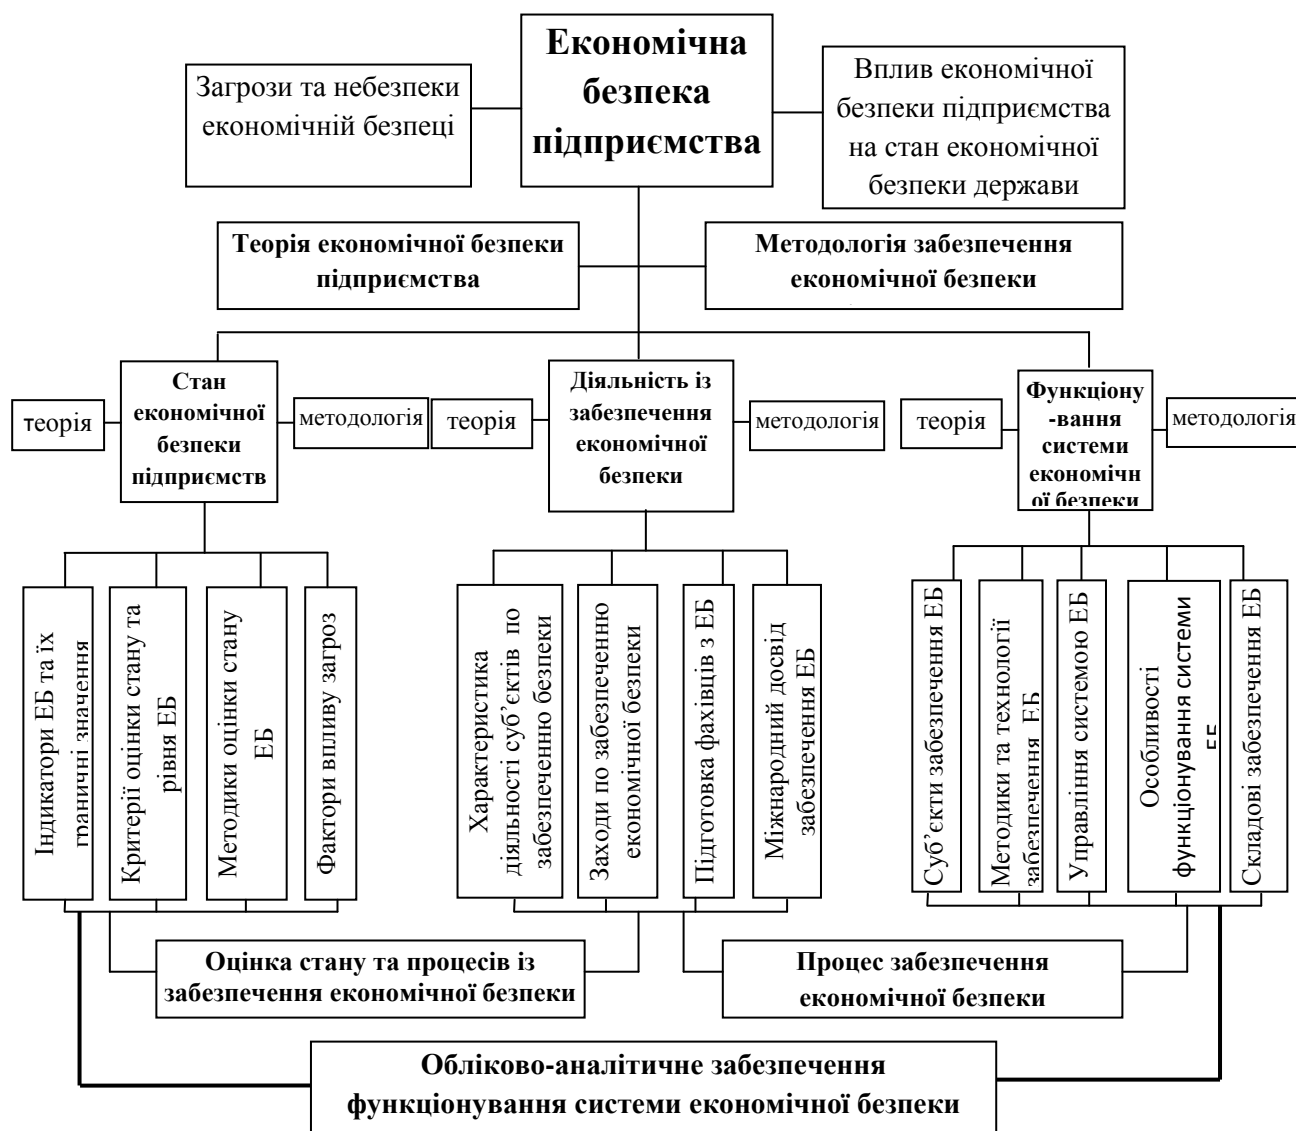 Економічна
безпека
підприємства
Загрози та небезпеки
економічній безпеці
Вплив економічної
безпеки підприємства
на стан економічної
безпеки держави
Теорія економічної безпеки
підприємства
Методологія забезпечення
економічної безпеки
теорія
Стан
економічної
безпеки
підприємств
методологія
теорія
Діяльність із
забезпечення
економічної
безпеки
методологія
теорія
Функціону
-вання
системи
економічн
ої безпеки
методологія
Індикатори ЕБ та їх
граничні значення
Критерії оцінки стану та
рівня ЕБ
Методики оцінки стану
ЕБ
Фактори впливу загроз
Характеристика
діяльності суб’єктів по
забезпеченню безпеки
Заходи по забезпеченню
економічної безпеки
Підготовка фахівців з ЕБ
Міжнародний досвід
забезпечення ЕБ
Суб’єкти забезпечення ЕБ
Методики та технології
забезпечення ЕБ
Управління системою ЕБ
Особливості
функціонування системи
ЕБ
Складові забезпечення ЕБ
Оцінка стану та процесів із
забезпечення економічної безпеки
Процес забезпечення
економічної безпеки
Обліково-аналітичне забезпечення
функціонування системи економічної безпеки